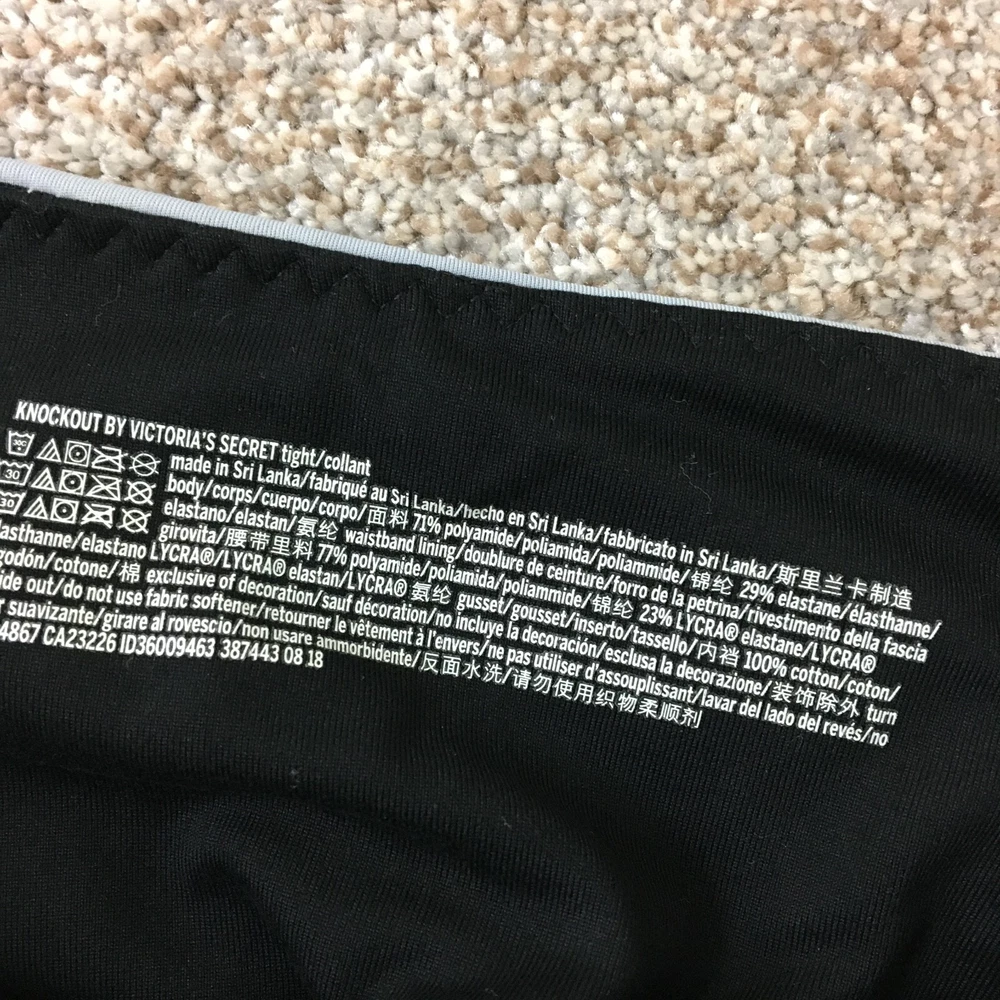 KNOCKOUT BY VICTORIA'S SECRET tight/collant
30C made in Sri Lanka/fabriqué au Sri Lanka/hecho en Sri Lanka/fabbricato in Sri Lanka/斯里兰卡制造
30 body/corps/cuerpo/corpo/面料 71% polyamide/poliamida/poliammide/锦纶 29% elastane/élasthanne/
30 elastano/elastan/氨纶 waistband lining/doublure de ceinture/forro de la petrina/rivestimento della fascia
girovita/腰带里料 77% polyamide/poliamida/poliammide/锦纶 23% LYCRA® elastane/LYCRA®
lasthanne/elastano LYCRA®/LYCRA® elastan/LYCRA® 氨纶 gusset/gousset/inserto/tassello/内裆 100% cotton/coton/
godón/cotone/棉 exclusive of decoration/sauf décoration/no incluye la decoración/esclusa la decorazione/装饰除外 turn
ide out/do not use fabric softener/retourner le vêtement à l'envers/ne pas utiliser d'assouplissant/lavar del lado del revés/no
r suavizante/girare al rovescio/non usare ammorbidente/反面水洗/请勿使用织物柔顺剂
4867 CA23226 ID36009463 387443 08 18